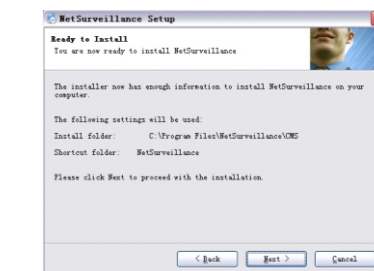 NetSurveillance Setup
Ready to Install
You are now ready to install NetSurveillance
The installer now has enough information to install NetSurveillance on your
computer.
The following settings will be used:
Install folder: C:\Program Files\NetSurveillance\CMS
Shortcut folder: NetSurveillance
Please click Next to proceed with the installation.
< Back
Next >
Cancel